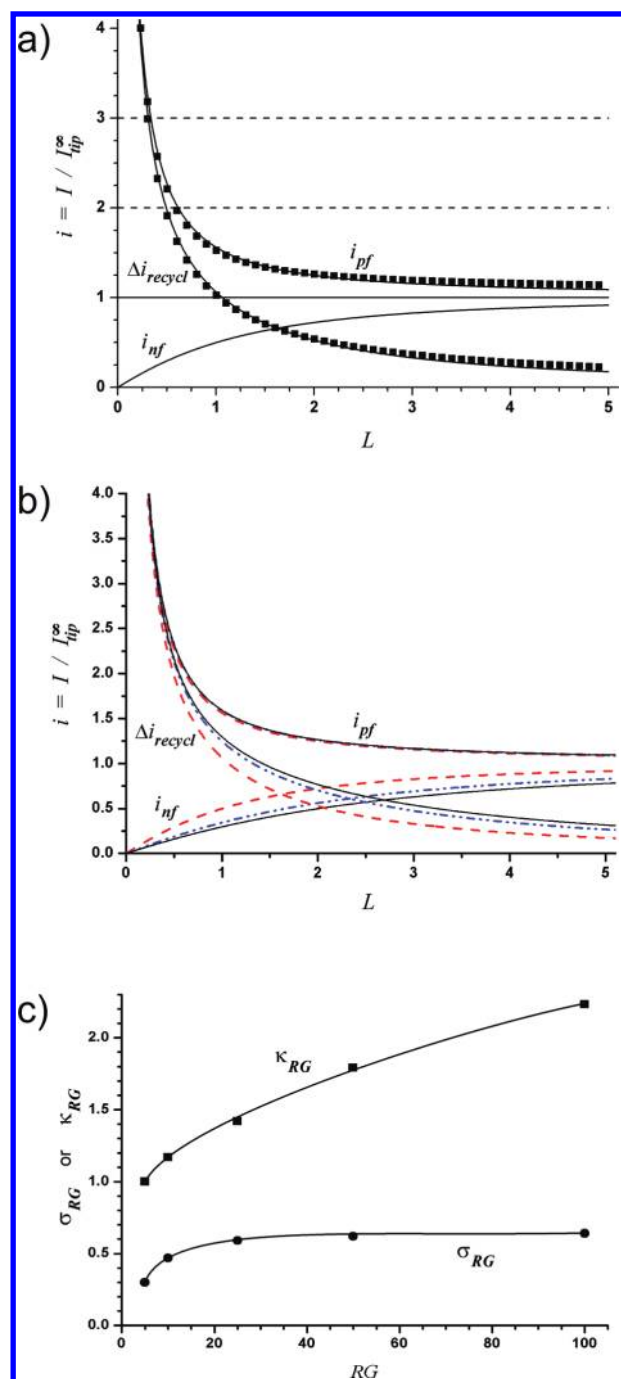 a)
4
3
2
1
0
i = I / I∞tip
ipf
Δirecycl
inf
0 1 2 3 4 5
L
b)
4.0
3.5
3.0
2.5
2.0
1.5
1.0
0.5
0.0
i = I / I∞tip
ipf
Δirecycl
inf
0 1 2 3 4 5
L
c)
2.0
1.5
1.0
0.5
0.0
σRG or κRG
κRG
σRG
0 20 40 60 80 100
RG